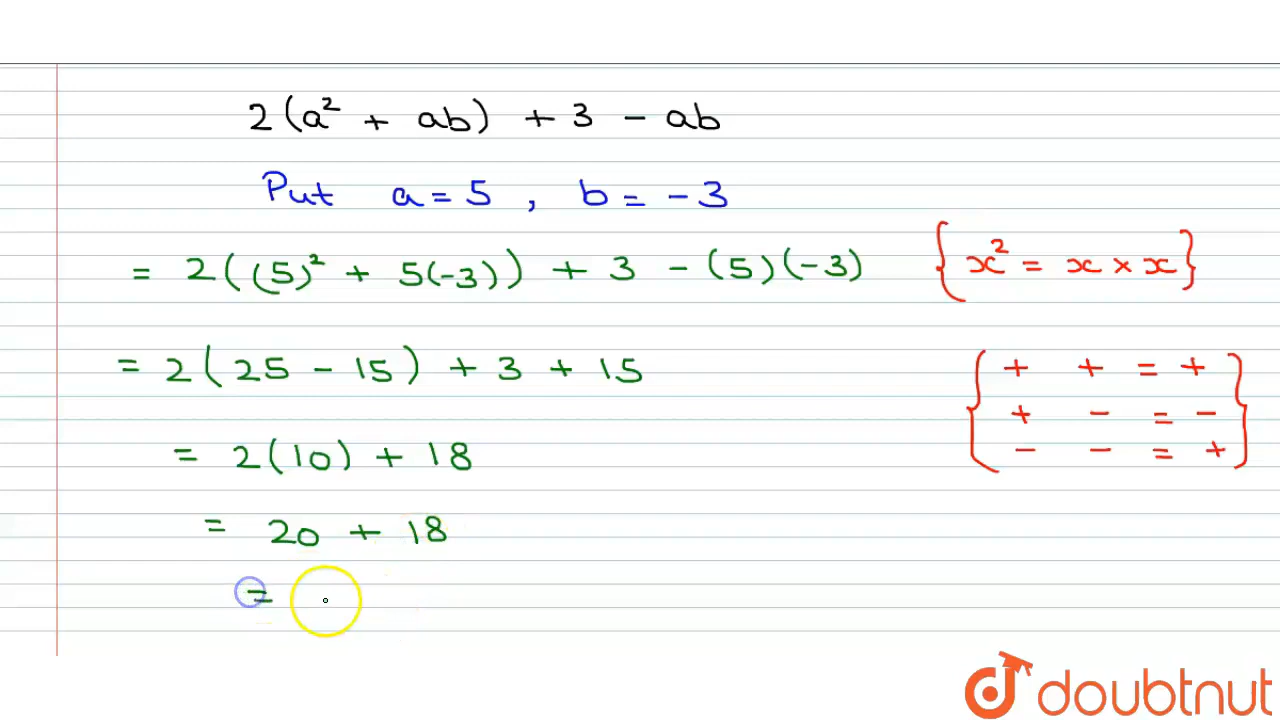 2(a² + ab) + 3 - ab
Put a = 5 , b = - 3
= 2((5)² + 5(-3)) + 3 - (5)(-3)
{x² = x × x}
= 2(25 - 15) + 3 + 15
{+ + = +
+ - = -
- - = +}
= 2(10) + 18
= 20 + 18
=
doubtnut